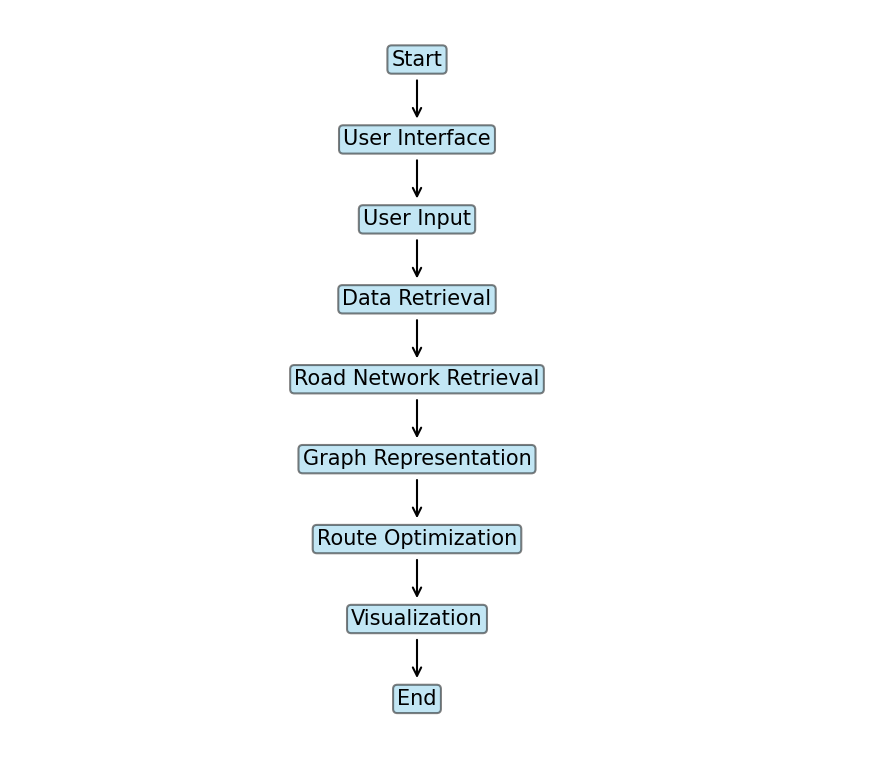 Start
User Interface
User Input
Data Retrieval
Road Network Retrieval
Graph Representation
Route Optimization
Visualization
End